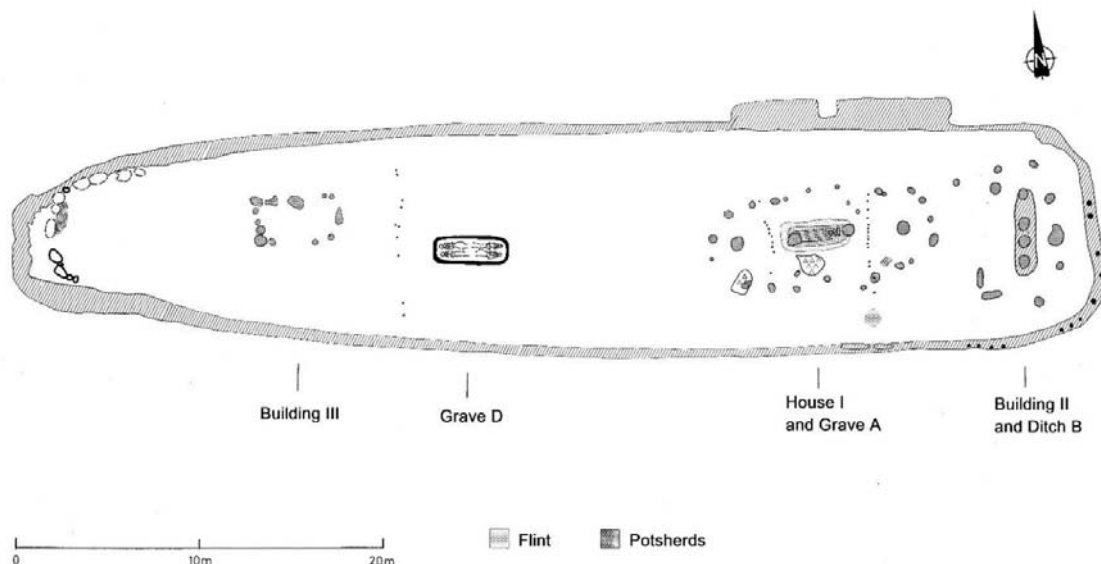 N
Building III
Grave D
House I
and Grave A
Building II
and Ditch B
0
10m
20m
Flint
Potsherds